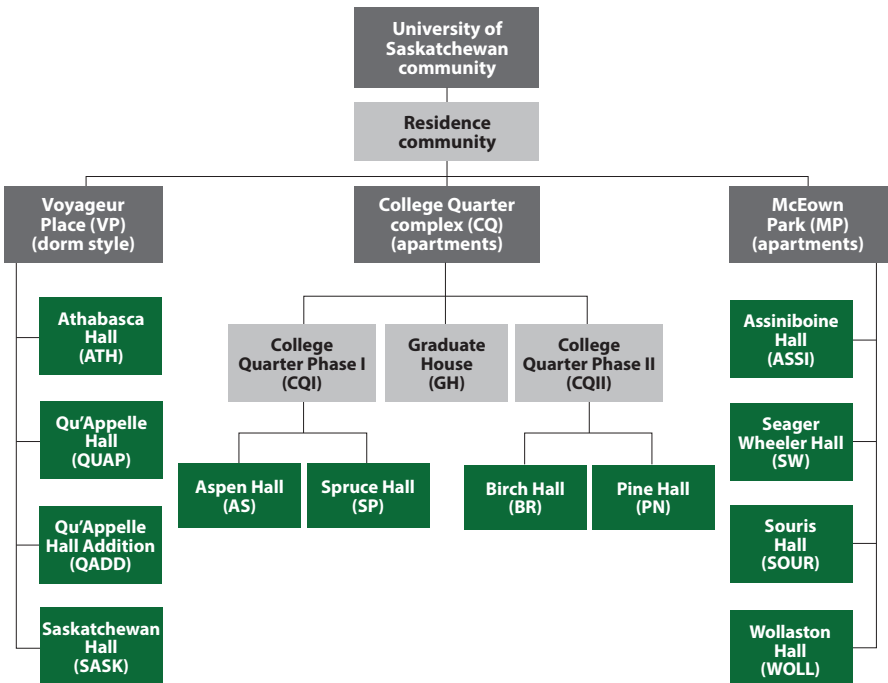 University of
Saskatchewan
community
Residence
community
Voyageur
Place (VP)
(dorm style)
College Quarter
complex (CQ)
(apartments)
McEown
Park (MP)
(apartments)
Athabasca
Hall
(ATH)
Qu’Appelle
Hall
(QUAP)
Qu’Appelle
Hall Addition
(QADD)
Saskatchewan
Hall
(SASK)
College
Quarter Phase I
(CQI)
Graduate
House
(GH)
College
Quarter Phase II
(CQII)
Aspen Hall
(AS)
Spruce Hall
(SP)
Birch Hall
(BR)
Pine Hall
(PN)
Assiniboine
Hall
(ASSI)
Seager
Wheeler Hall
(SW)
Souris
Hall
(SOUR)
Wollaston
Hall
(WOLL)